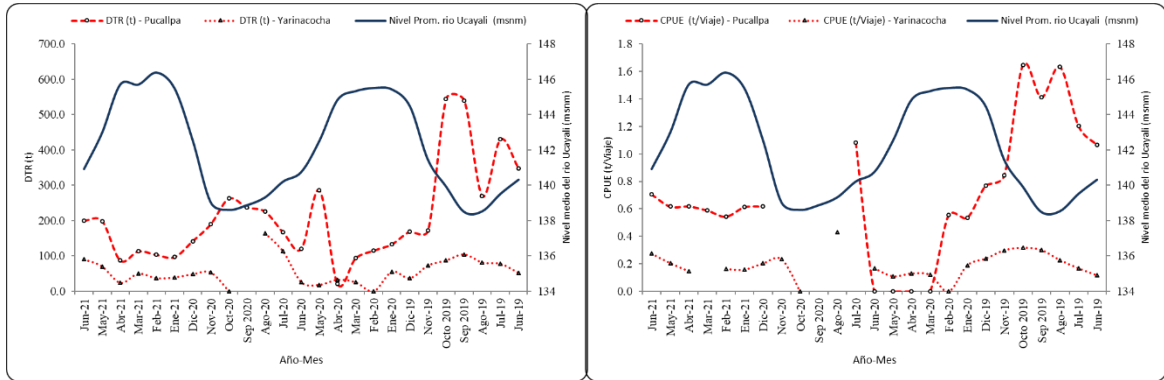 DTR (t) - Pucallpa
DTR (t) - Yarinacocha
Nivel Prom. rio Ucayali (msnm)
700.0
600.0
500.0
400.0
300.0
200.0
100.0
0.0
DTR (t)
148
146
144
142
140
138
136
134
Nivel medio del rio Ucayali (msnm)
Jun-21
May-21
Abr-21
Mar-21
Feb-21
Ene-21
Dic-20
Nov-20
Oct-20
Sep 2020
Ago-20
Jul-20
Jun-20
May-20
Abr-20
Mar-20
Feb-20
Ene-20
Dic-19
Nov-19
Octo 2019
Set-2019
Ago-19
Jul-19
Jun-19
Año-Mes
CPUE (t/Viaje) - Pucallpa
CPUE (t/Viaje) - Yarinacocha
Nivel Prom. rio Ucayali (msnm)
1.8
1.6
1.4
1.2
1.0
0.8
0.6
0.4
0.2
0.0
CPUE (t/Viaje)
148
146
144
142
140
138
136
134
Nivel medio del rio Ucayali (msnm)
Jun-21
May-21
Abr-21
Mar-21
Feb-21
Ene-21
Dic-20
Nov-20
Oct-20
Sep 2020
Ago-20
Jul-20
Jun-20
May-20
Abr-20
Mar-20
Feb-20
Ene-20
Dic-19
Nov-19
Octo 2019
Sep 2019
Ago-19
Jul-19
Jun-19
Año-Mes